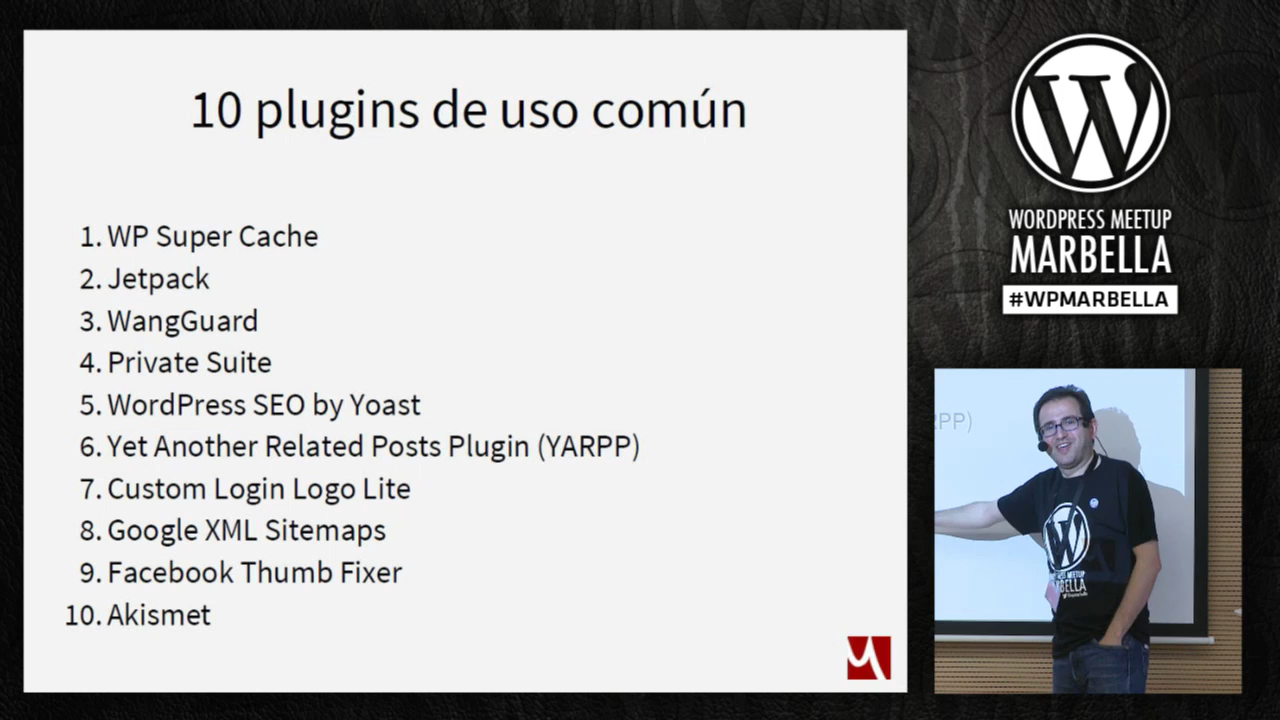 10 plugins de uso común
1. WP Super Cache
2. Jetpack
3. WangGuard
4. Private Suite
5. WordPress SEO by Yoast
6. Yet Another Related Posts Plugin (YARPP)
7. Custom Login Logo Lite
8. Google XML Sitemaps
9. Facebook Thumb Fixer
10. Akismet
WORDPRESS MEETUP
MARBELLA
#WPMARBELLA
RPP)